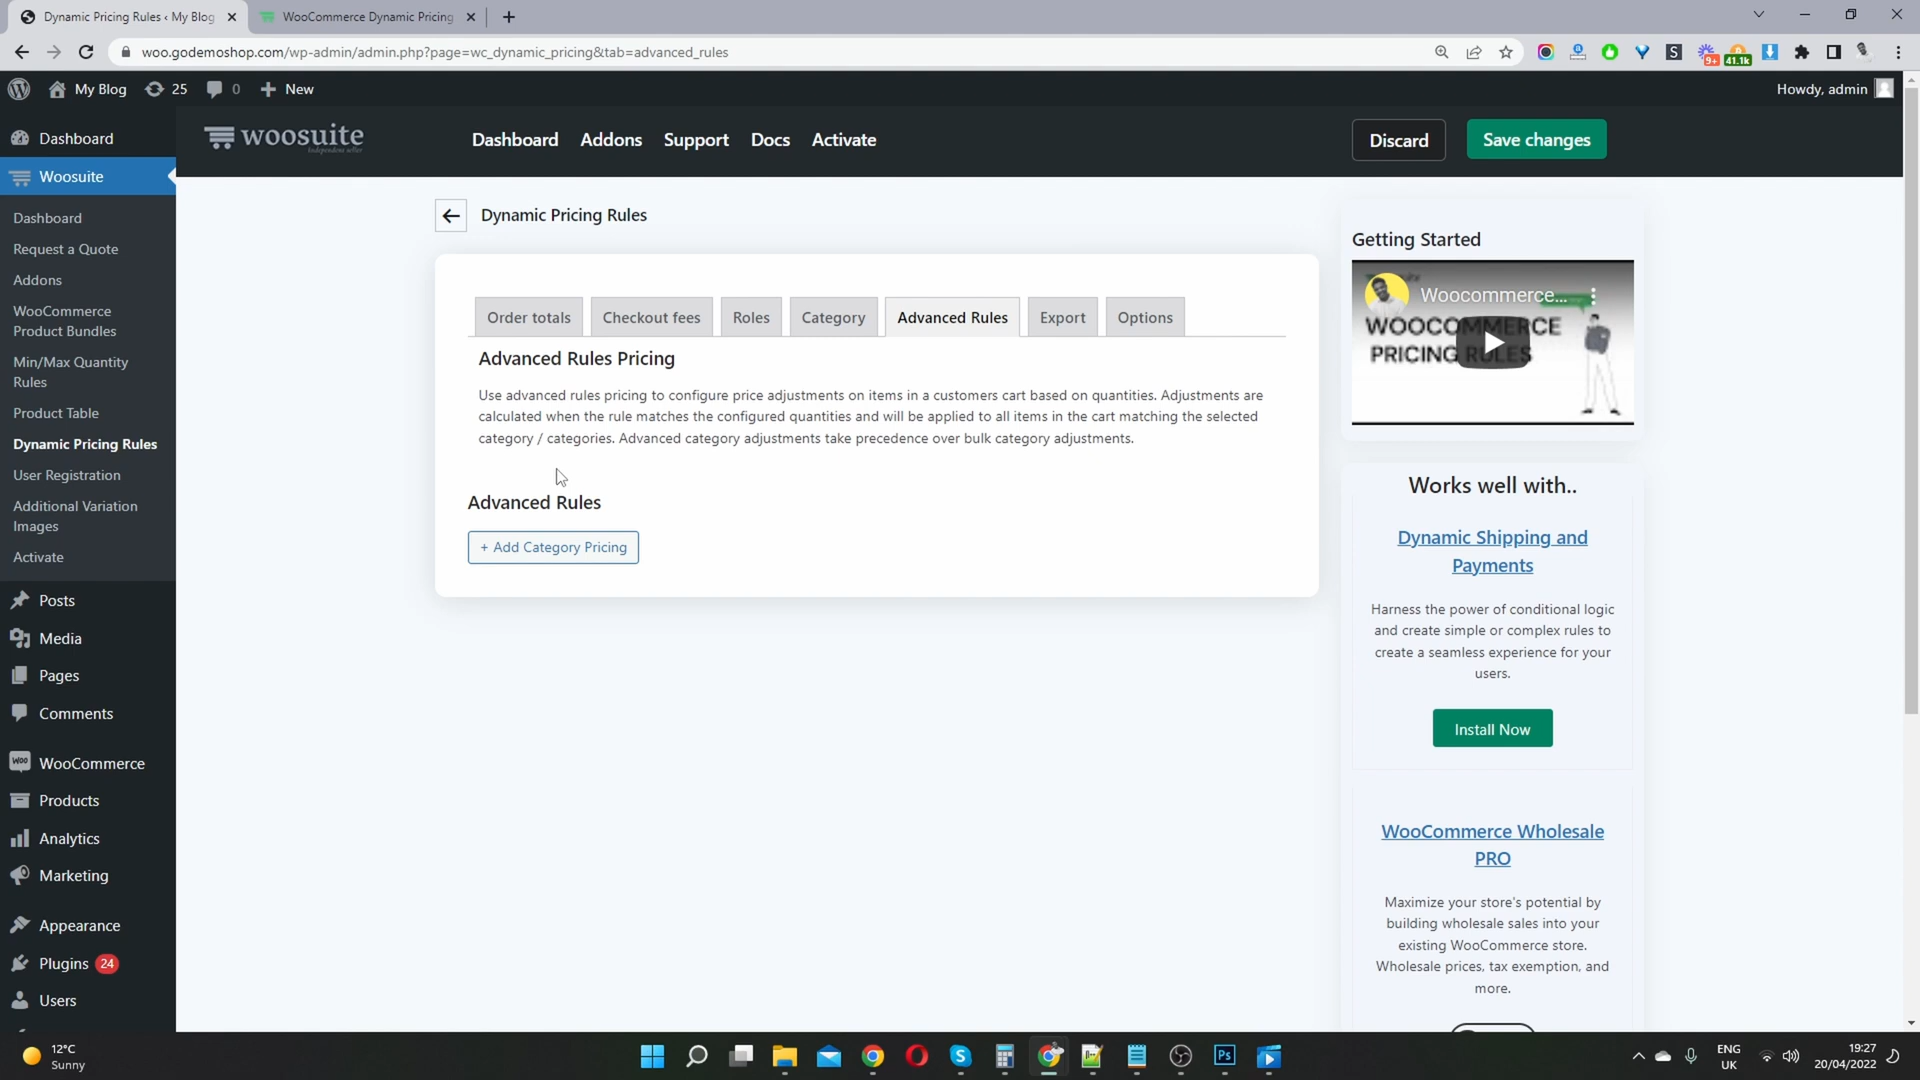 Dynamic Pricing Rules ‹ My Blog
WooCommerce Dynamic Pricing
woo.godemoshop.com/wp-admin/admin.php?page=wc_dynamic_pricing&tab=advanced_rules
9+
41.1k
My Blog
25
0
New
Howdy, admin
Dashboard
Woosuite
Dashboard
Request a Quote
Addons
WooCommerce
Product Bundles
Min/Max Quantity
Rules
Product Table
Dynamic Pricing Rules
User Registration
Additional Variation
Images
Activate
Posts
Media
Pages
Comments
WooCommerce
Products
Analytics
Marketing
Appearance
Plugins 24
Users
woosuite
independent seller
Dashboard
Addons
Support
Docs
Activate
Discard
Save changes
Dynamic Pricing Rules
Order totals
Checkout fees
Roles
Category
Advanced Rules
Export
Options
Advanced Rules Pricing
Use advanced rules pricing to configure price adjustments on items in a customers cart based on quantities. Adjustments are
calculated when the rule matches the configured quantities and will be applied to all items in the cart matching the selected
category / categories. Advanced category adjustments take precedence over bulk category adjustments.
Advanced Rules
+ Add Category Pricing
Getting Started
Woocommerce...
WOOCOMMERCE
PRICING RULES
Works well with..
Dynamic Shipping and
Payments
Harness the power of conditional logic
and create simple or complex rules to
create a seamless experience for your
users.
Install Now
WooCommerce Wholesale
PRO
Maximize your store's potential by
building wholesale sales into your
existing WooCommerce store.
Wholesale prices, tax exemption, and
more.
12°C
Sunny
ENG
UK
19:27
20/04/2022